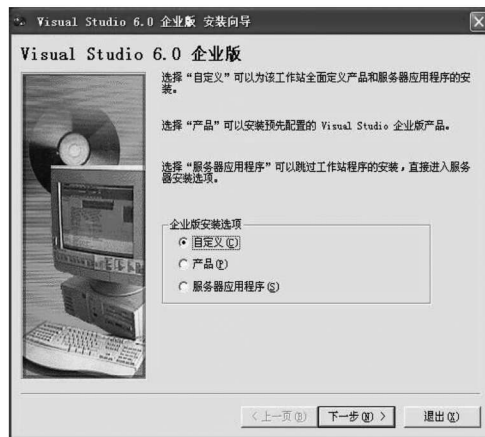 Visual Studio 6.0 企业版 安装向导
Visual Studio 6.0 企业版
选择“自定义”可以为该工作站全面定义产品和服务器应用程序的安
装。
选择“产品”可以安装预先配置的 Visual Studio 企业版产品。
选择“服务器应用程序”可以跳过工作站程序的安装，直接进入服务
器安装选项。
企业版安装选项
自定义(C)
产品(P)
服务器应用程序(S)
<上一页(B)
下一步(N) >
退出(X)